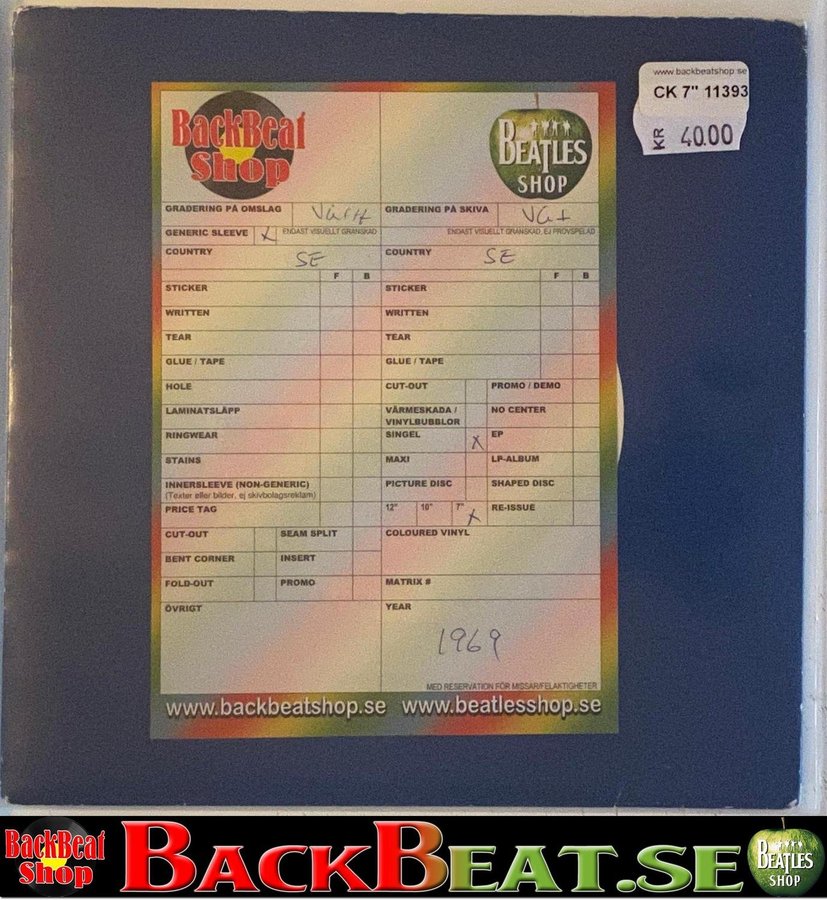 www.backbeatshop.se
CK 7" 11393
KR 40.00
BackBeat
Shop
BEATLES
SHOP
GRADERING PÅ OMSLAG
GRADERING PÅ SKIVA VG+
GENERIC SLEEVE X ENDAST VISUELLT GRANSKAD
ENDAST VISUELLT GRANSKAD, EJ PROVSPELAD
COUNTRY SE
COUNTRY SE
F B
F B
STICKER
STICKER
WRITTEN
WRITTEN
TEAR
TEAR
GLUE / TAPE
GLUE / TAPE
HOLE
CUT-OUT
PROMO / DEMO
LAMINATSLÄPP
VÄRMESKADA /
VINYLBUBBLOR
NO CENTER
RINGWEAR
SINGEL X
EP
STAINS
MAXI
LP-ALBUM
INNERSLEEVE (NON-GENERIC)
(Texter eller bilder, ej skivbolagsreklam)
PICTURE DISC
SHAPED DISC
PRICE TAG
12" 10" 7" X
RE-ISSUE
CUT-OUT
SEAM SPLIT
COLOURED VINYL
BENT CORNER
INSERT
FOLD-OUT
PROMO
MATRIX #
ÖVRIGT
YEAR
1969
MED RESERVATION FÖR MISSAR/FELAKTIGHETER
www.backbeatshop.se www.beatlesshop.se
BackBeat
Shop
BACKBEAT.SE
BEATLES
SHOP